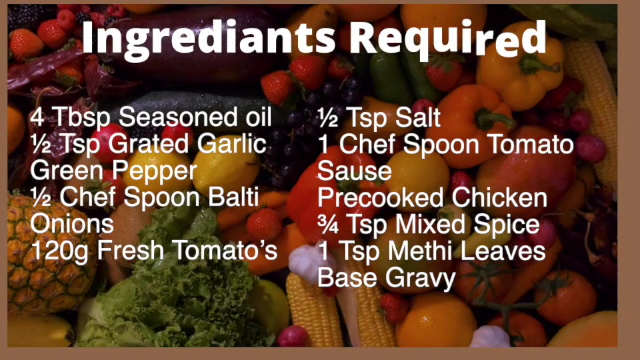 Ingrediants Required
4 Tbsp Seasoned oil
½ Tsp Grated Garlic
Green Pepper
½ Chef Spoon Balti
Onions
120g Fresh Tomato’s
½ Tsp Salt
1 Chef Spoon Tomato
Sause
Precooked Chicken
¾ Tsp Mixed Spice
1 Tsp Methi Leaves
Base Gravy